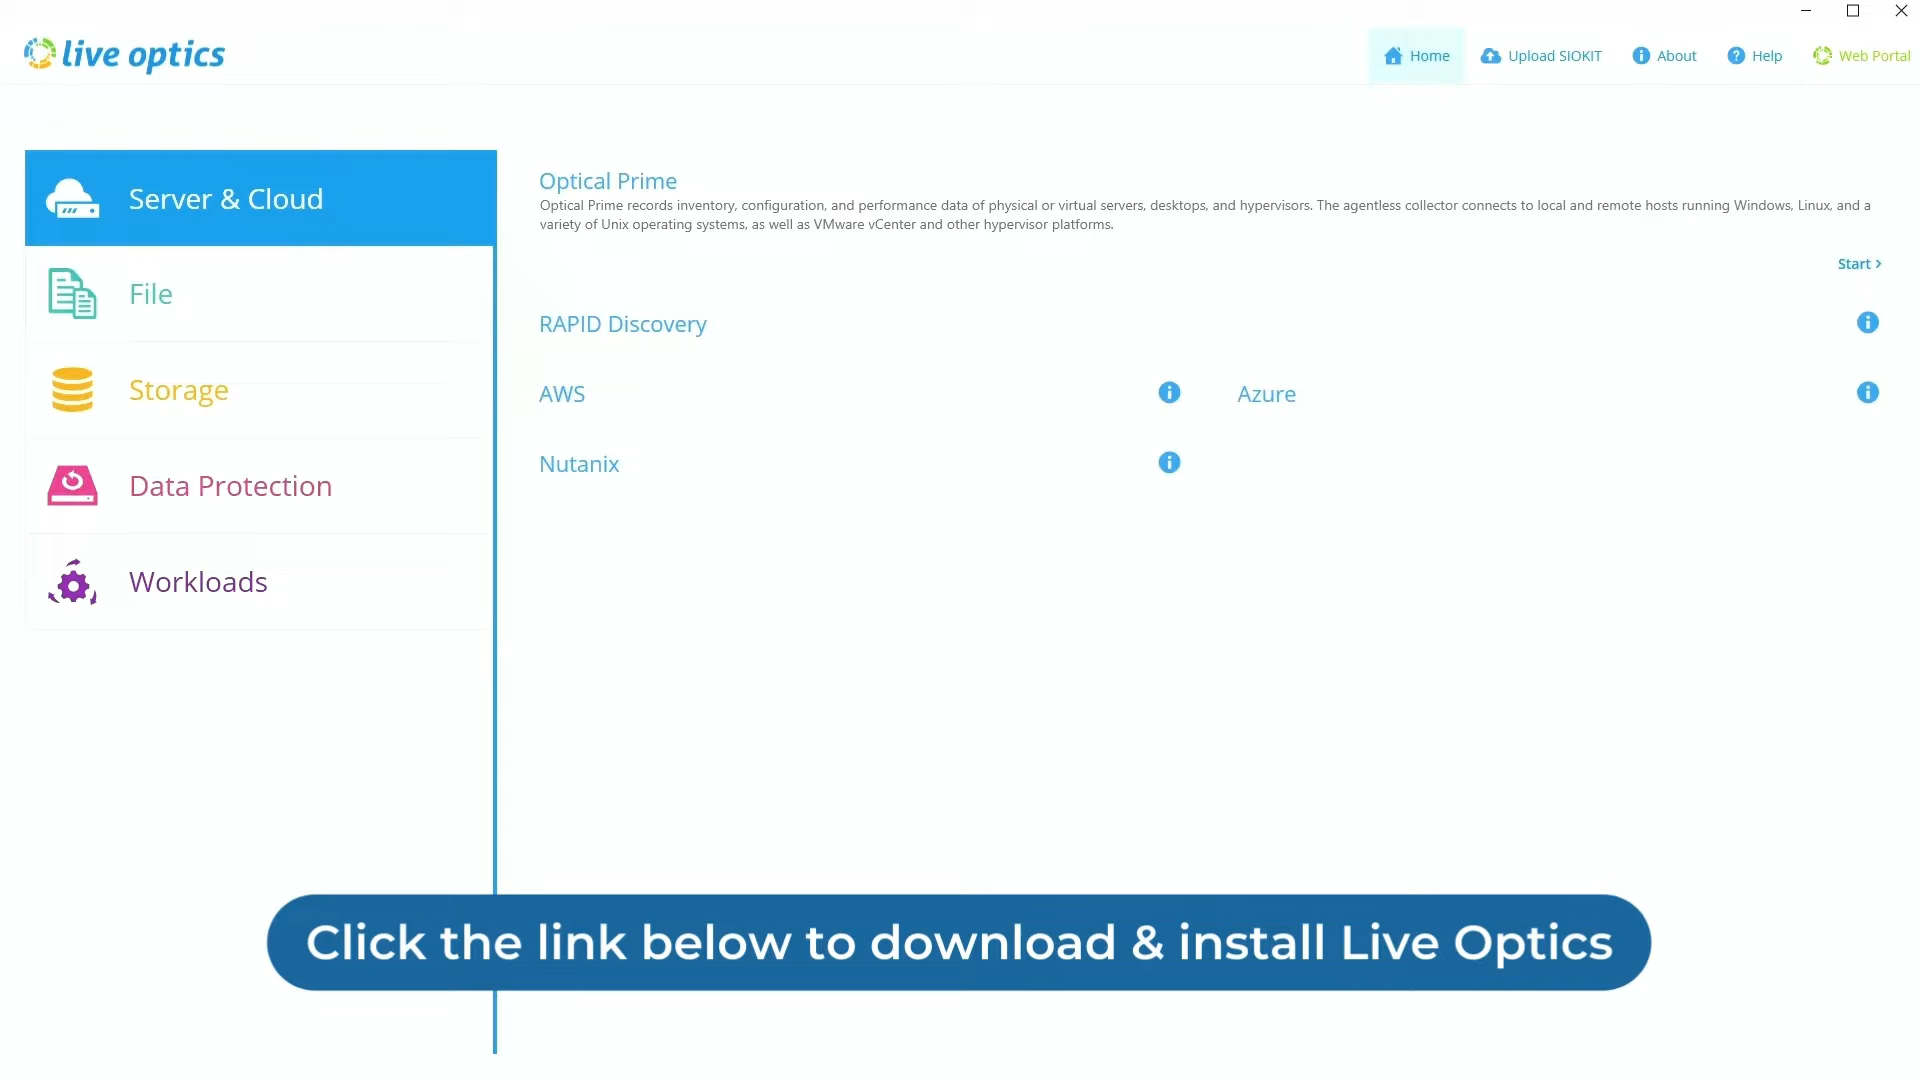 live optics
Home
Upload SIOKIT
About
Help
Web Portal
Server & Cloud
File
Storage
Data Protection
Workloads
Optical Prime
Optical Prime records inventory, configuration, and performance data of physical or virtual servers, desktops, and hypervisors. The agentless collector connects to local and remote hosts running Windows, Linux, and a
variety of Unix operating systems, as well as VMware vCenter and other hypervisor platforms.
Start >
RAPID Discovery
AWS
Azure
Nutanix
Click the link below to download & install Live Optics